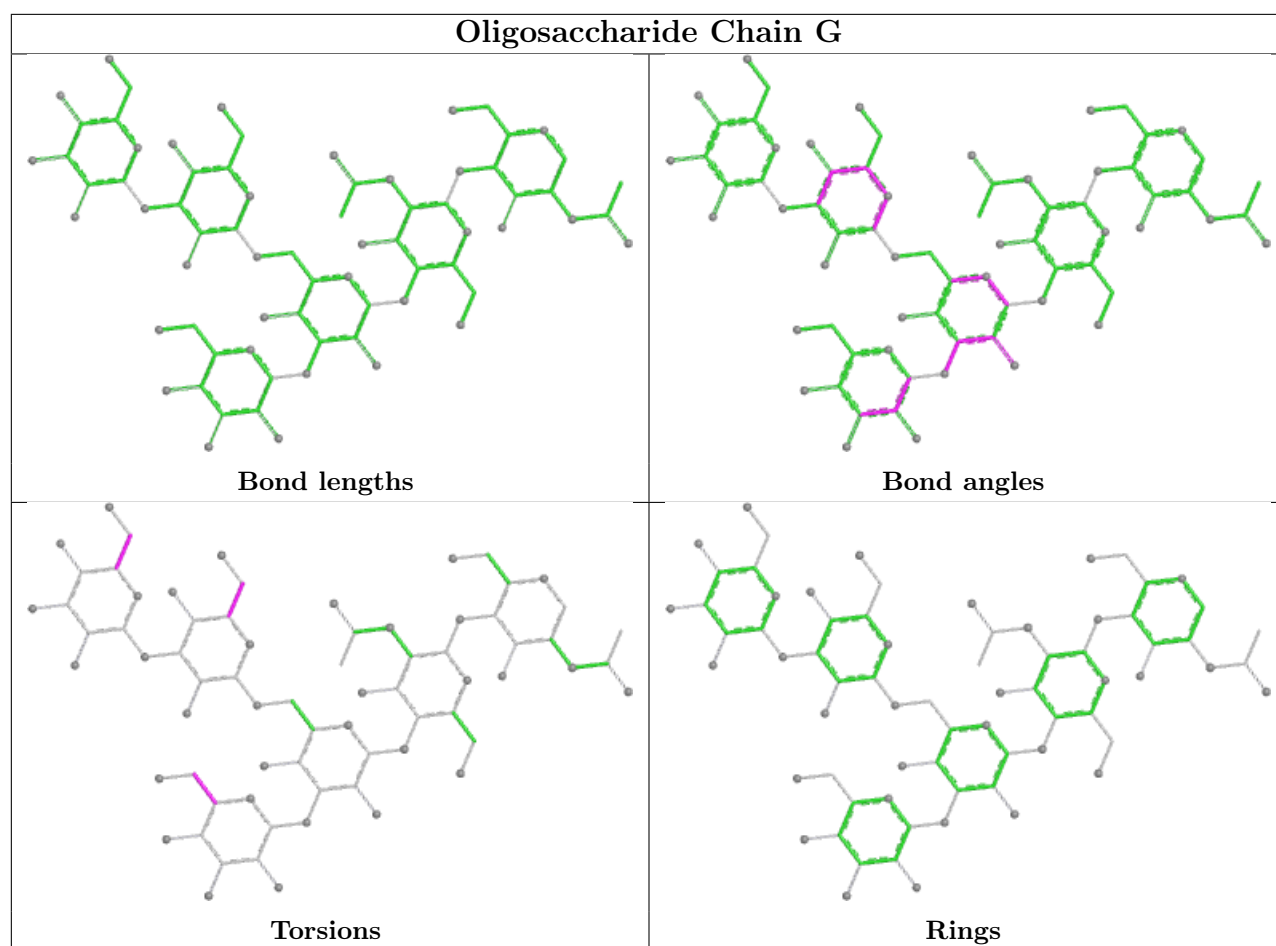 Oligosaccharide Chain G
Bond lengths
Bond angles
Torsions
Rings